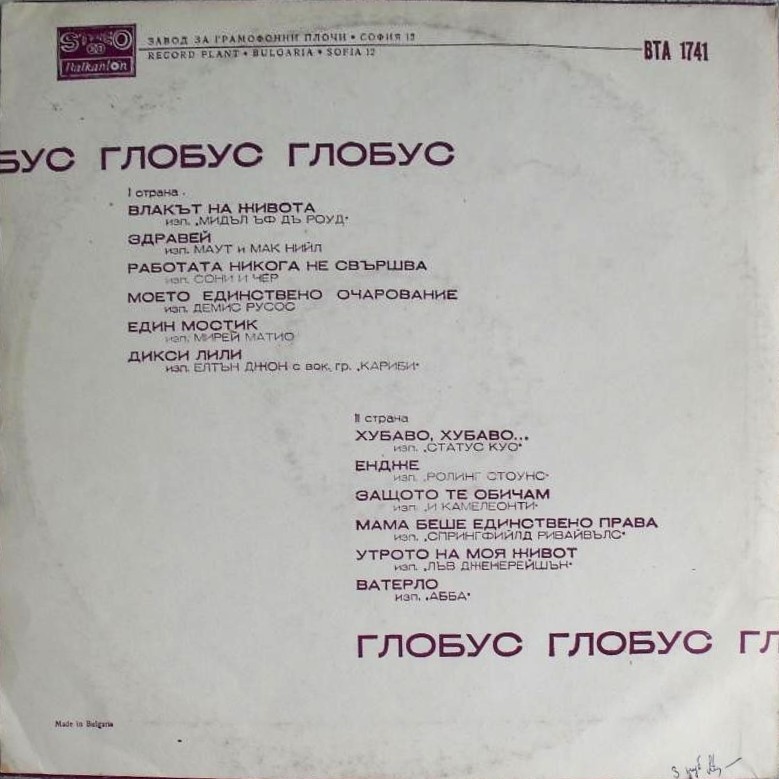 STEREO
Balkanton
ЗАВОД ЗА ГРАМОФОННИ ПЛОЧИ • СОФИЯ 12
RECORD PLANT • BULGARIA • SOFIA 12
ВТА 1741
БУС ГЛОБУС ГЛОБУС
I страна
ВЛАКЪТ НА ЖИВОТА
изп. „МИДЪЛ ЪФ ДЪ РОУД“
ЗДРАВЕЙ
изп. МАУТ и МАК НИЙЛ
РАБОТАТА НИКОГА НЕ СВЪРШВА
изп. СОНИ И ЧЕР
МОЕТО ЕДИНСТВЕНО ОЧАРОВАНИЕ
изп. ДЕМИС РУСОС
ЕДИН МОСТИК
изп. МИРЕЙ МАТИО
ДИКСИ ЛИЛИ
изп. ЕЛТЪН ДЖОН с вок. гр. „КАРИБИ“
II страна
ХУБАВО, ХУБАВО...
изп. „СТАТУС КУО“
ЕНДЖЕ
изп. „РОЛИНГ СТОУНС“
ЗАЩОТО ТЕ ОБИЧАМ
изп. „И КАМЕЛЕОНТИ“
МАМА БЕШЕ ЕДИНСТВЕНО ПРАВА
изп. „СПРИНГФИЙЛД РИВАЙВЪЛС“
УТРОТО НА МОЯ ЖИВОТ
изп. „ЛЪВ ДЖЕНЕРЕЙШЪН“
ВАТЕРЛО
изп. „АББА“
ГЛОБУС ГЛОБУС ГЛ
Made in Bulgaria
3 руб